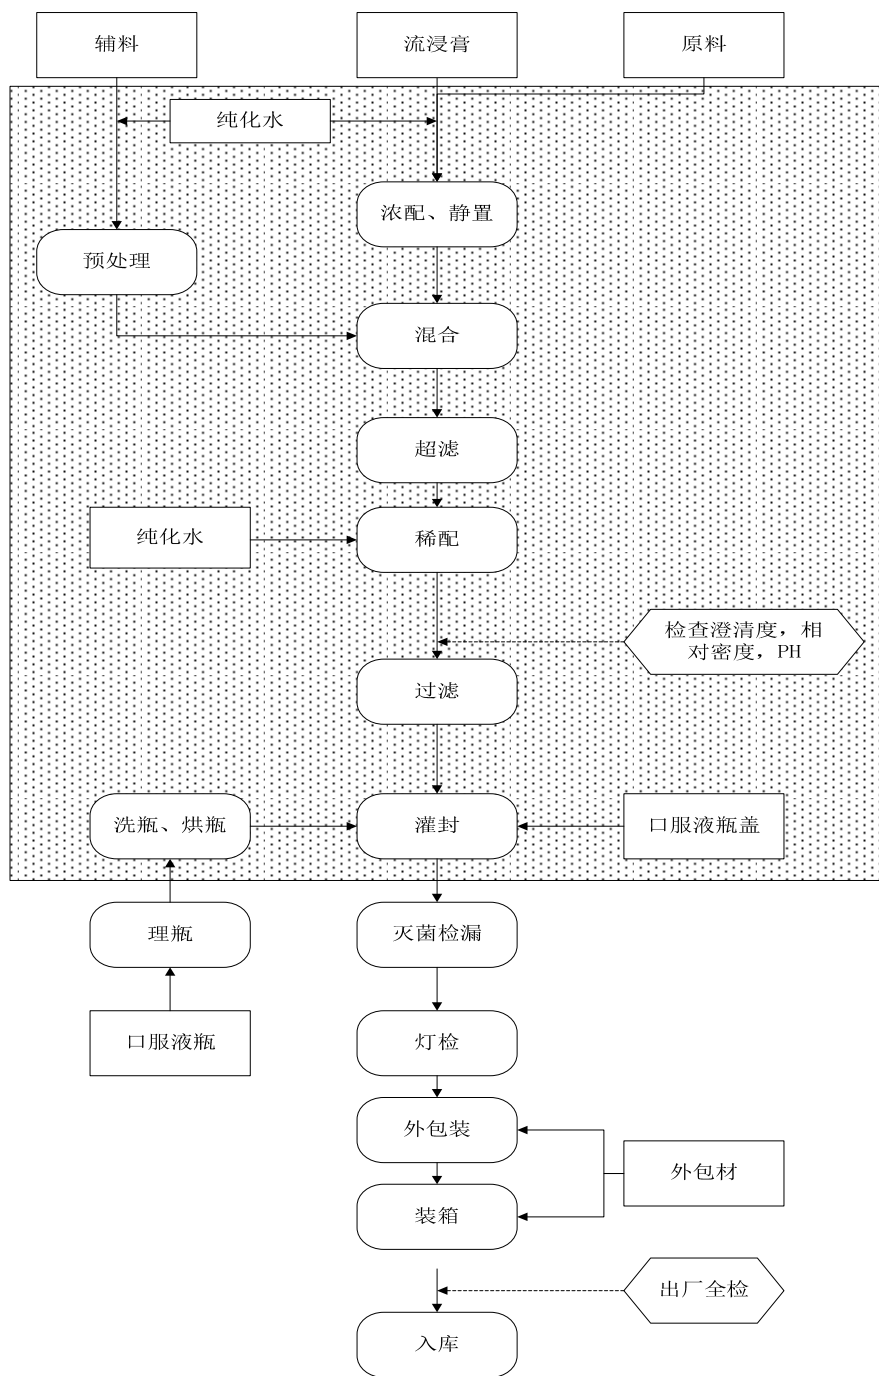 辅料
流浸膏
原料
纯化水
浓配、静置
预处理
混合
超滤
纯化水
稀配
检查澄清度，相
对密度，PH
过滤
洗瓶、烘瓶
灌封
口服液瓶盖
理瓶
灭菌检漏
口服液瓶
灯检
外包装
外包材
装箱
出厂全检
入库